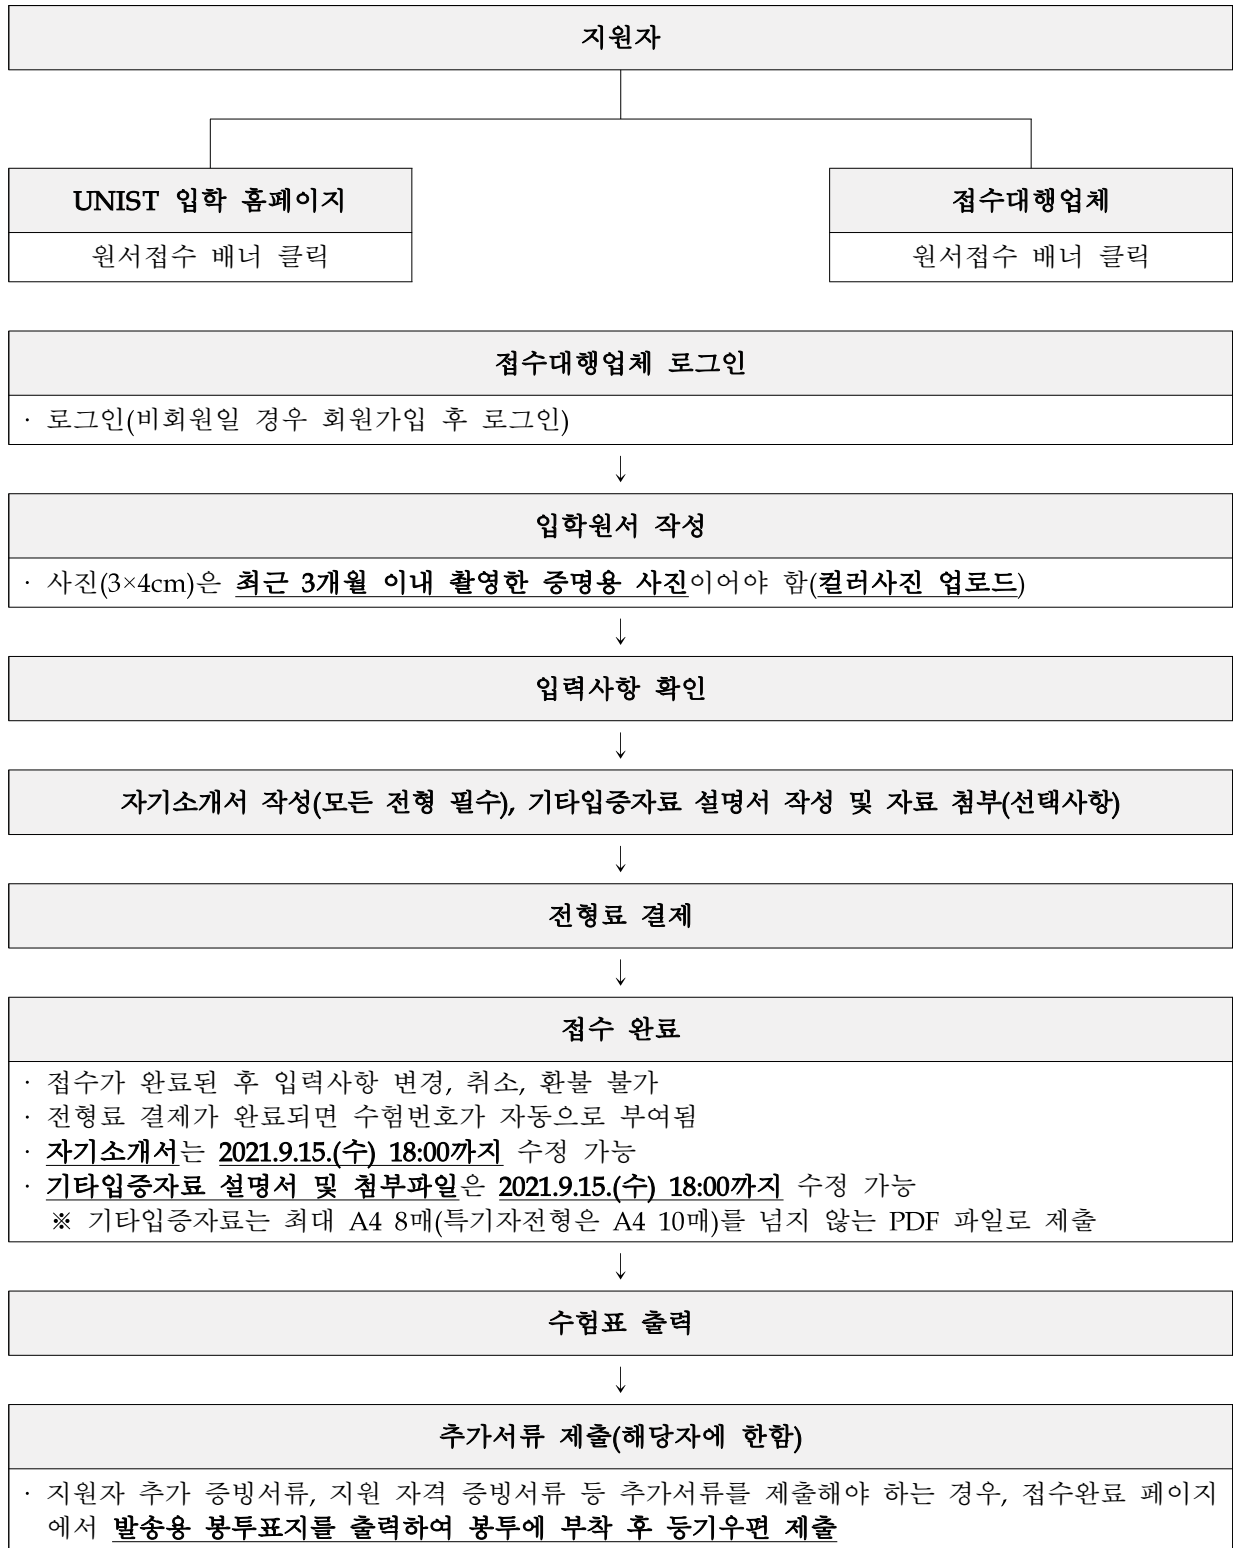 지원자
UNIST 입학 홈페이지
원서접수 배너 클릭
접수대행업체
원서접수 배너 클릭
접수대행업체 로그인
· 로그인(비회원일 경우 회원가입 후 로그인)
↓
입학원서 작성
· 사진(3×4cm)은 최근 3개월 이내 촬영한 증명용 사진이어야 함(컬러사진 업로드)
↓
입력사항 확인
↓
자기소개서 작성(모든 전형 필수), 기타입증자료 설명서 작성 및 자료 첨부(선택사항)
↓
전형료 결제
↓
접수 완료
· 접수가 완료된 후 입력사항 변경, 취소, 환불 불가
· 전형료 결제가 완료되면 수험번호가 자동으로 부여됨
· 자기소개서는 2021.9.15.(수) 18:00까지 수정 가능
· 기타입증자료 설명서 및 첨부파일은 2021.9.15.(수) 18:00까지 수정 가능
※ 기타입증자료는 최대 A4 8매(특기자전형은 A4 10매)를 넘지 않는 PDF 파일로 제출
↓
수험표 출력
↓
추가서류 제출(해당자에 한함)
· 지원자 추가 증빙서류, 지원 자격 증빙서류 등 추가서류를 제출해야 하는 경우, 접수완료 페이지
에서 발송용 봉투표지를 출력하여 봉투에 부착 후 등기우편 제출